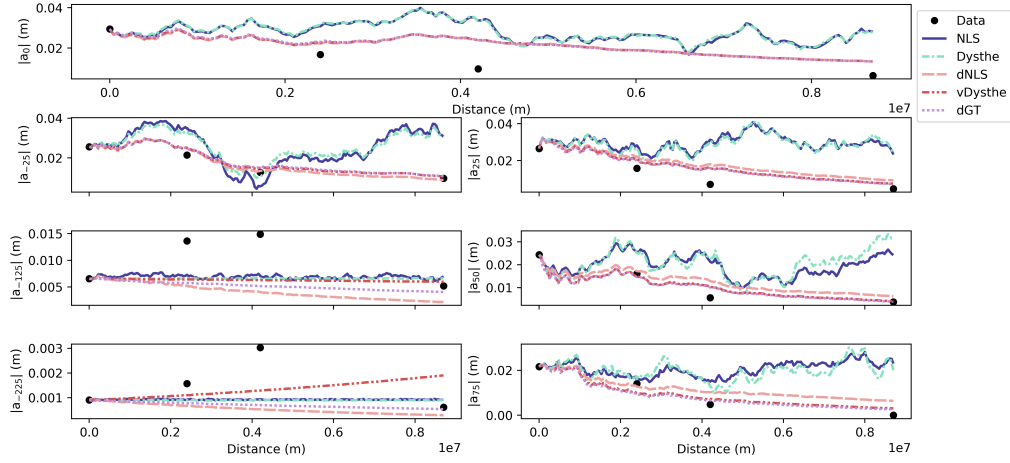 0.04
0.02
|a₀| (m)
0.0 0.2 0.4 0.6 0.8
Distance (m)
1e7
Data
NLS
Dysthe
dNLS
vDysthe
dGT
0.04
0.02
|a₋₂₅| (m)
0.04
0.02
|a₂₅| (m)
0.015
0.010
0.005
|a₋₁₂₅| (m)
0.03
0.02
0.01
|a₅₀| (m)
0.003
0.002
0.001
|a₋₂₂₅| (m)
0.0 0.2 0.4 0.6 0.8
Distance (m)
1e7
0.02
0.00
|a₇₅| (m)
0.0 0.2 0.4 0.6 0.8
Distance (m)
1e7